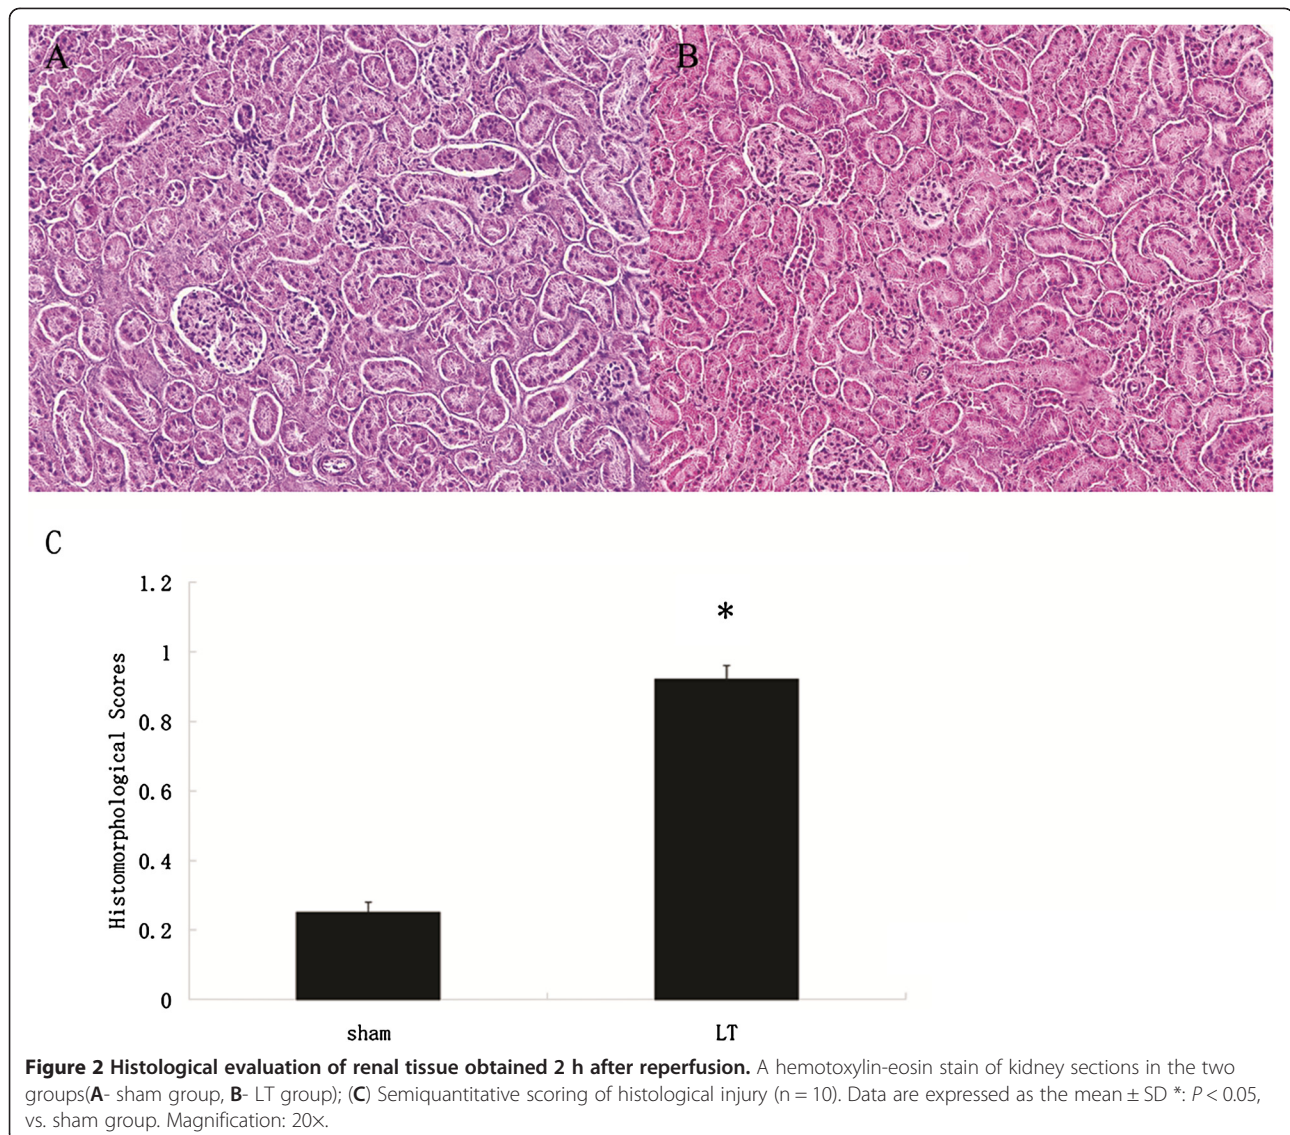 A
B
C
1.2
1
0.8
0.6
0.4
0.2
0
Histomorphological Scores
*
sham
LT
Figure 2 Histological evaluation of renal tissue obtained 2 h after reperfusion. A hemotoxylin-eosin stain of kidney sections in the two
groups(A- sham group, B- LT group); (C) Semiquantitative scoring of histological injury (n = 10). Data are expressed as the mean ± SD *: P < 0.05,
vs. sham group. Magnification: 20×.